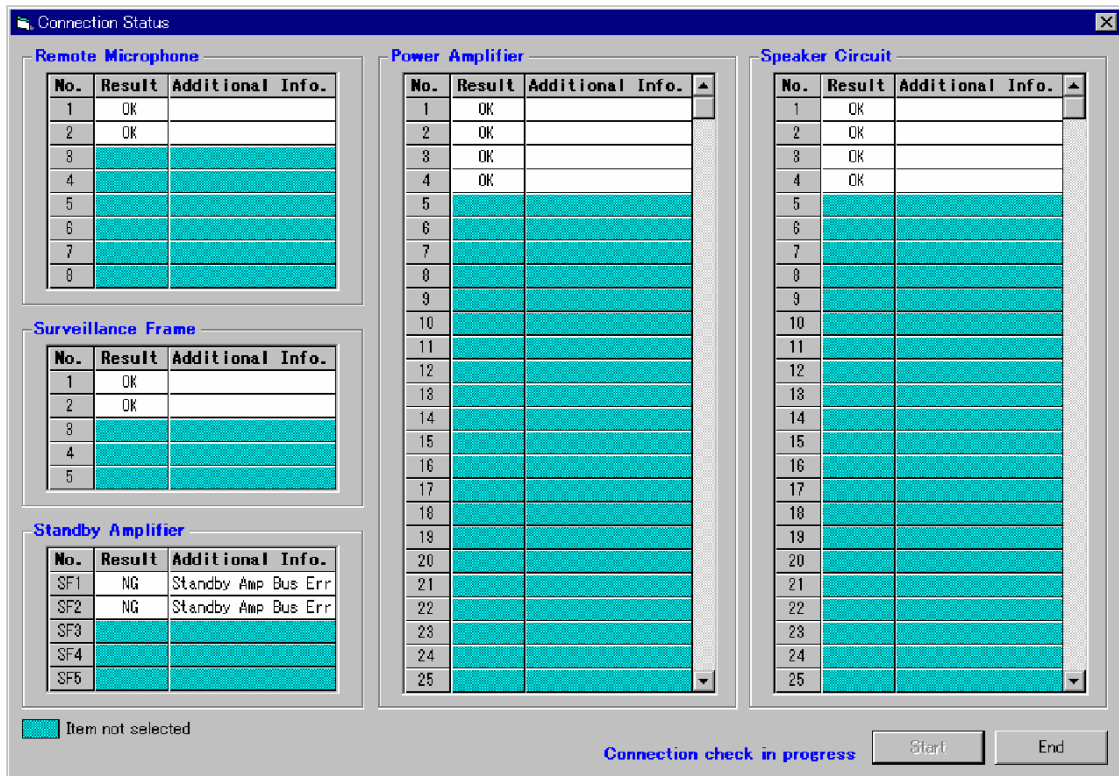 Connection Status
Remote Microphone
No. Result Additional Info.
1 OK
2 OK
3
4
5
6
7
8
Surveillance Frame
No. Result Additional Info.
1 OK
2 OK
3
4
5
Standby Amplifier
No. Result Additional Info.
SF1 NG Standby Amp Bus Err
SF2 NG Standby Amp Bus Err
SF3
SF4
SF5
Item not selected
Power Amplifier
No. Result Additional Info.
1 OK
2 OK
3 OK
4 OK
5
6
7
8
9
10
11
12
13
14
15
16
17
18
19
20
21
22
23
24
25
Speaker Circuit
No. Result Additional Info.
1 OK
2 OK
3 OK
4 OK
5
6
7
8
9
10
11
12
13
14
15
16
17
18
19
20
21
22
23
24
25
Connection check in progress
Start
End